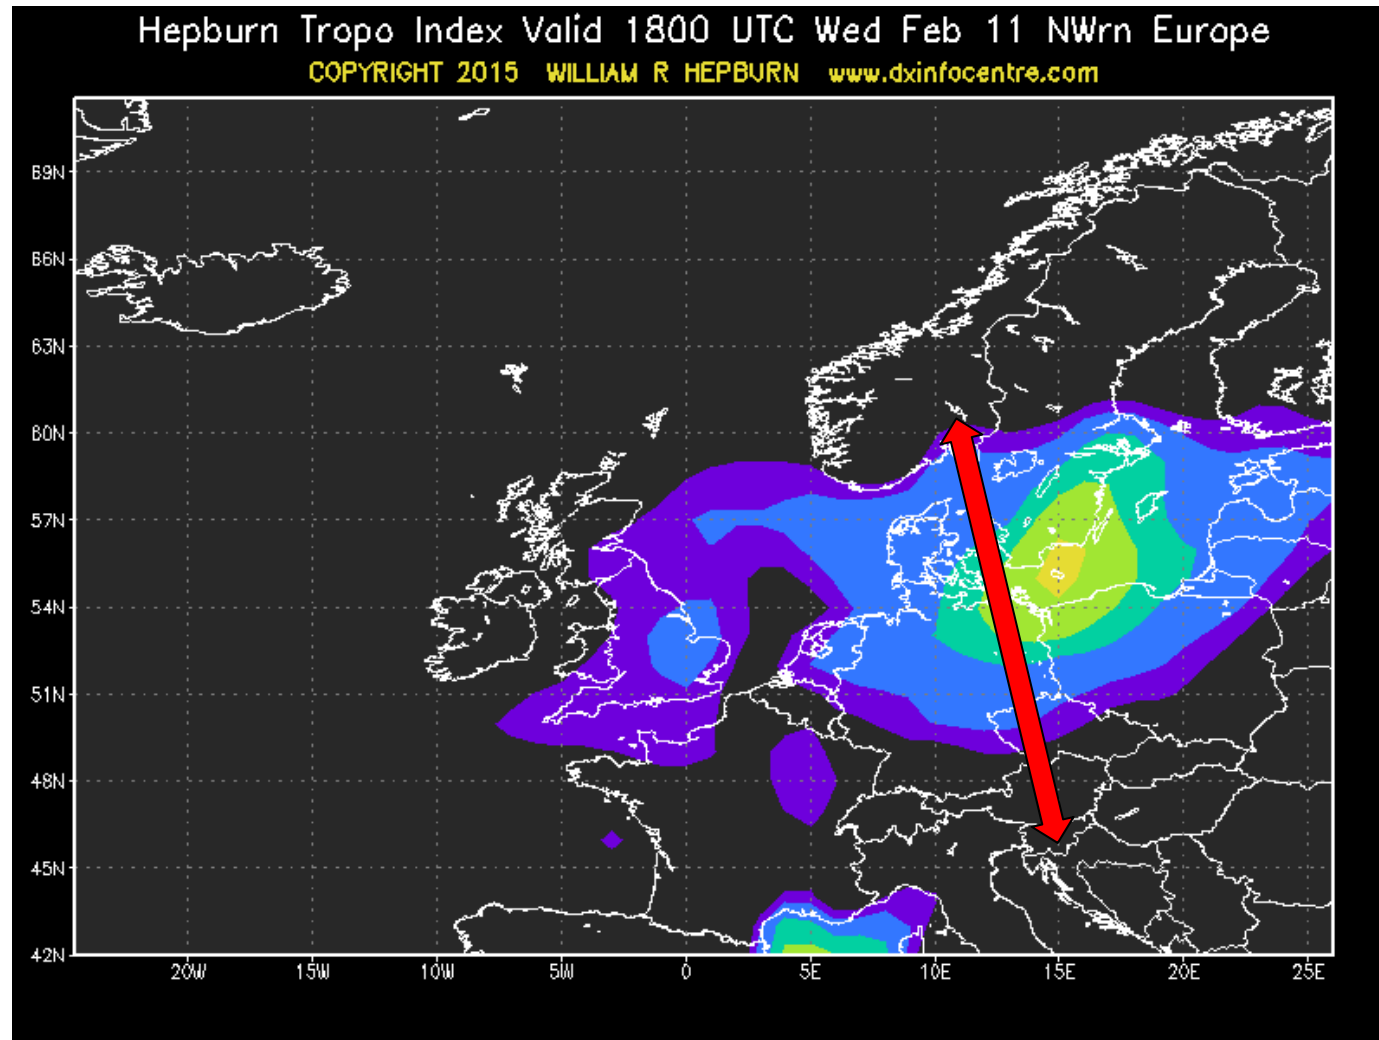 Hepburn Tropo Index Valid 1800 UTC Wed Feb 11 NWrn Europe
COPYRIGHT 2015 WILLIAM R HEPBURN www.dxinfocentre.com
69N
66N
63N
60N
57N
54N
51N
48N
45N
42N
20W 15W 10W 5W 0 5E 10E 15E 20E 25E